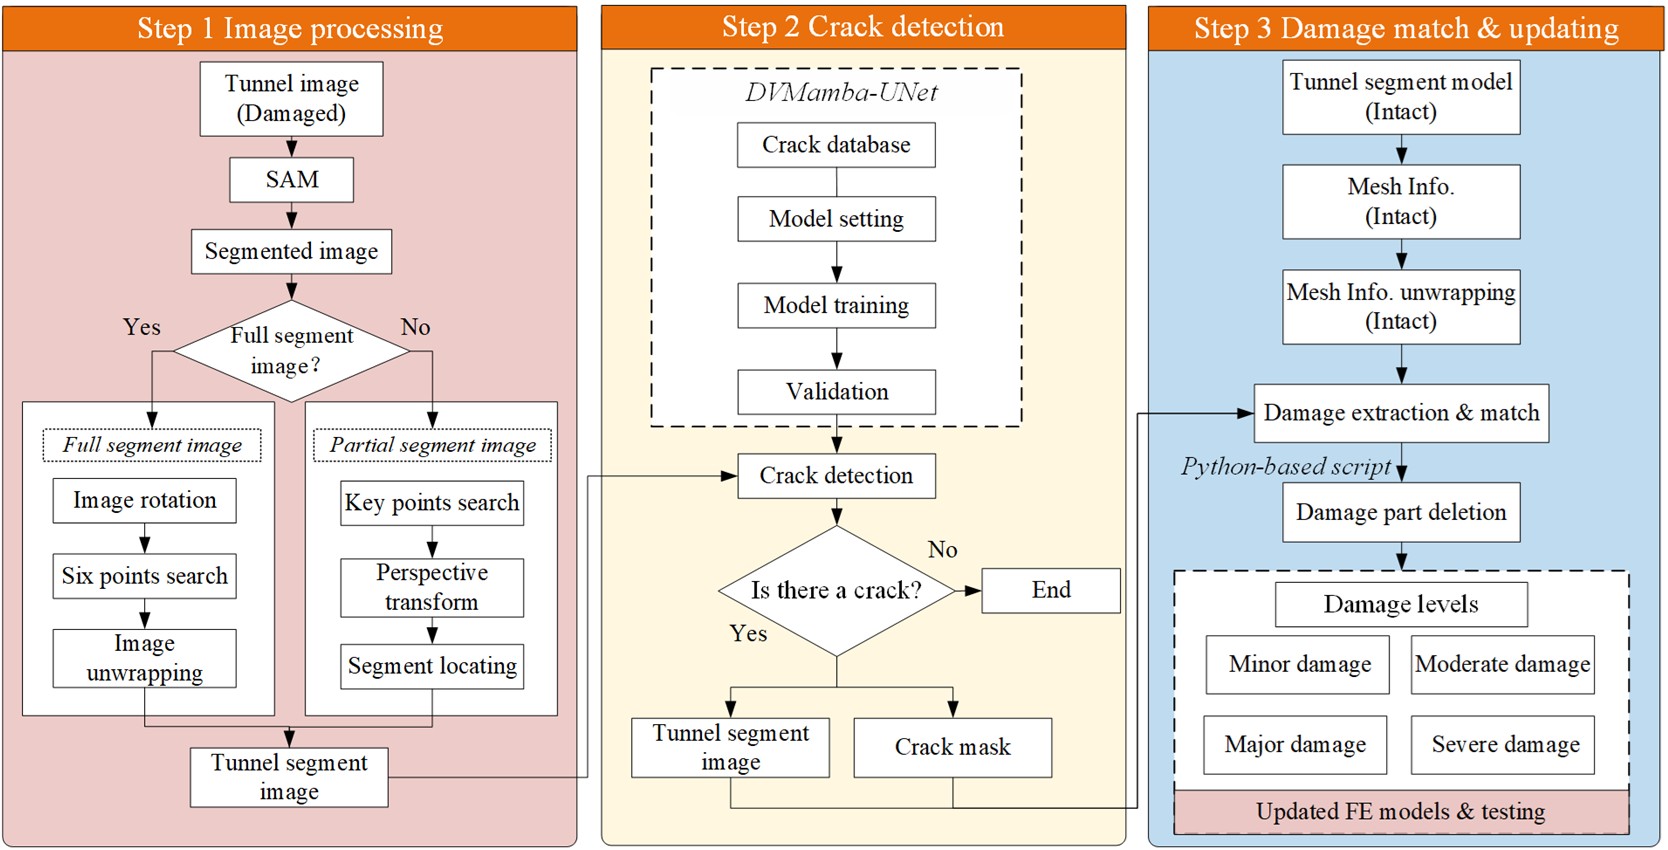 Step 1 Image processing
Tunnel image
(Damaged)
SAM
Segmented image
Full segment
image?
Yes
No
Full segment image
Image rotation
Six points search
Image
unwrapping
Partial segment image
Key points search
Perspective
transform
Segment locating
Tunnel segment
image
Step 2 Crack detection
DVMamba-UNet
Crack database
Model setting
Model training
Validation
Crack detection
Is there a crack?
No
End
Yes
Tunnel segment
image
Crack mask
Step 3 Damage match & updating
Tunnel segment model
(Intact)
Mesh Info.
(Intact)
Mesh Info. unwrapping
(Intact)
Damage extraction & match
Python-based script
Damage part deletion
Damage levels
Minor damage
Moderate damage
Major damage
Severe damage
Updated FE models & testing